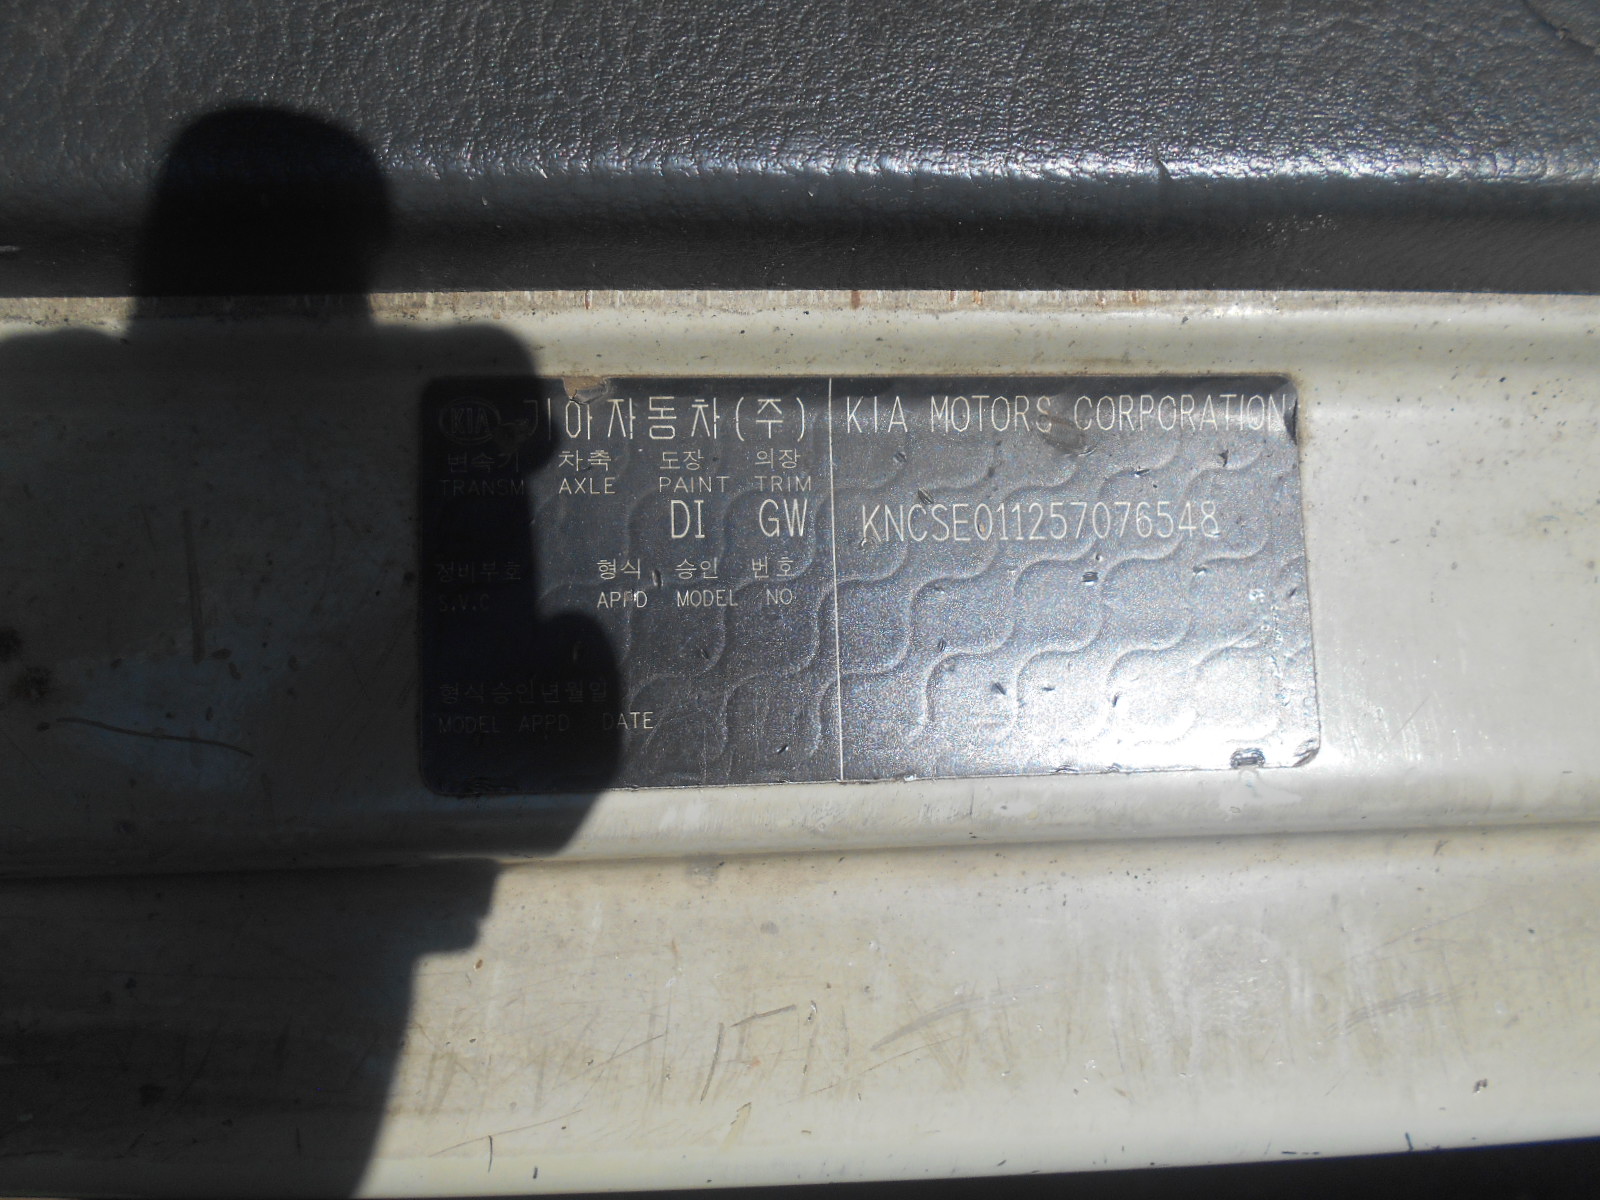 KIA 기아자동차(주) KIA MOTORS CORPORATION
변속기 차축 도장 의장
TRANSM AXLE PAINT TRIM
DI GW KNCSE011257076548
정비부호 형식 승인 번호
S.V.C APPD MODEL NO
형식승인년월일
MODEL APPD DATE